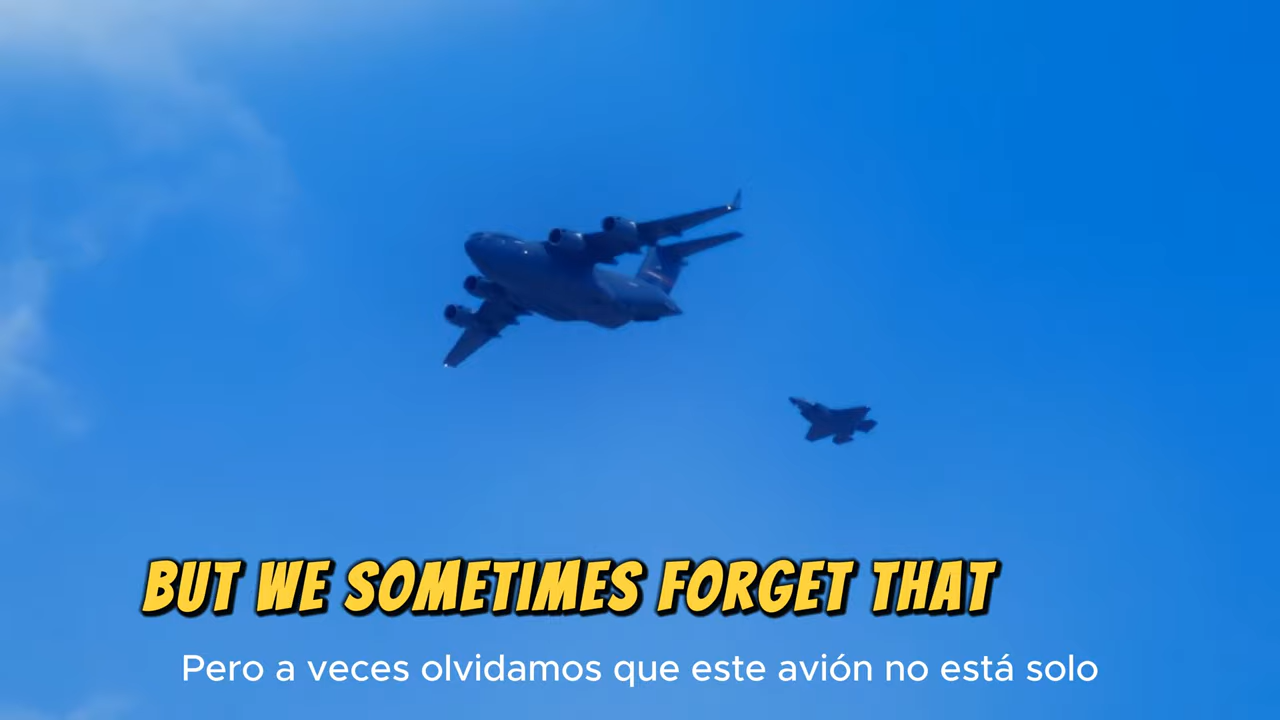 BUT WE SOMETIMES FORGET THAT
Pero a veces olvidamos que este avión no está solo